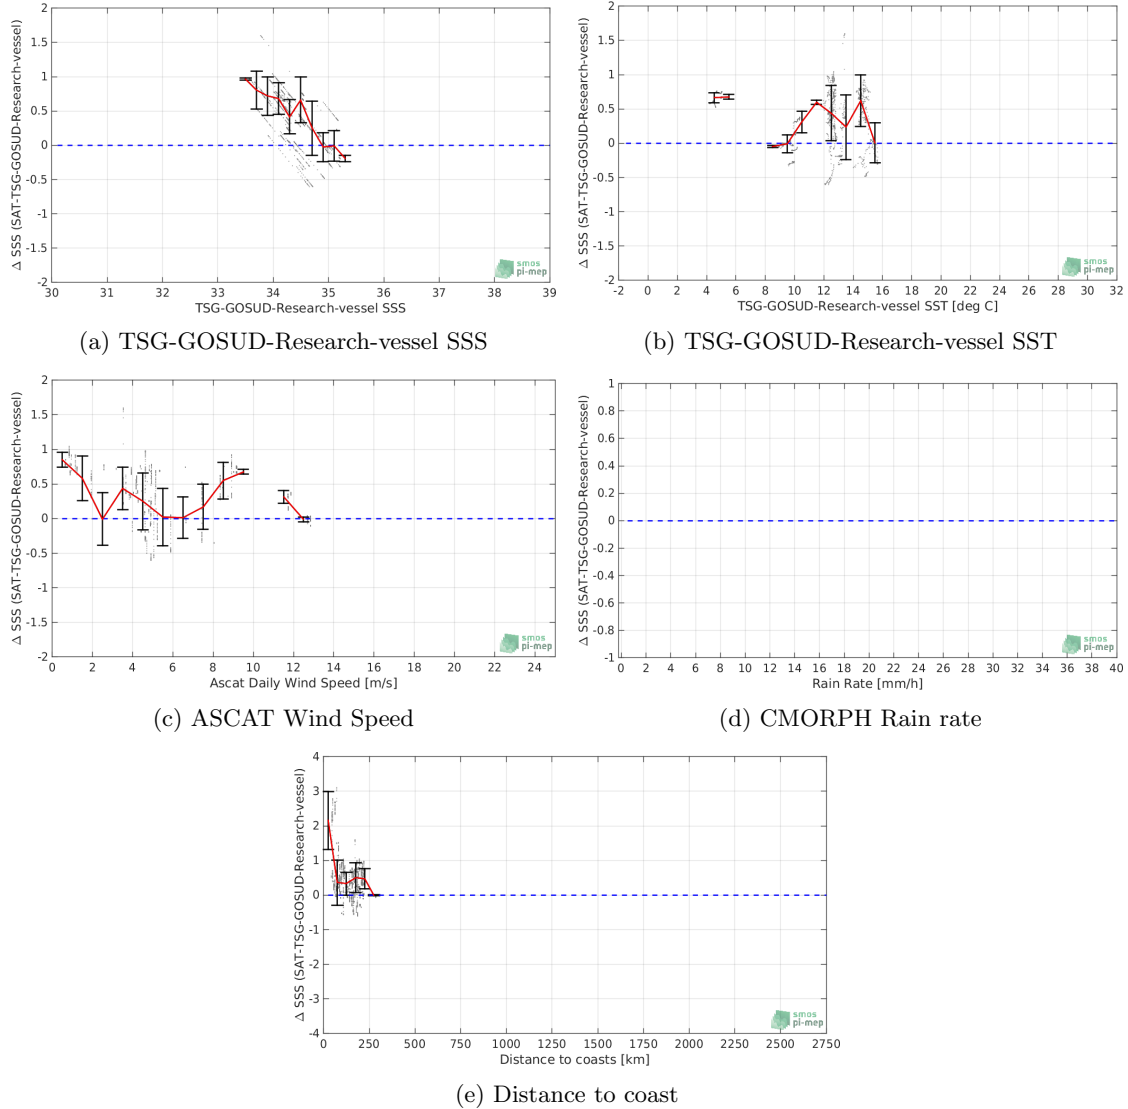 2
1.5
1
0.5
0
-0.5
-1
-1.5
-2
Δ SSS (SAT-TSG-GOSUD-Research-vessel)
30 31 32 33 34 35 36 37 38 39
TSG-GOSUD-Research-vessel SSS
smos
pi-mep
(a) TSG-GOSUD-Research-vessel SSS
2
1.5
1
0.5
0
-0.5
-1
-1.5
-2
Δ SSS (SAT-TSG-GOSUD-Research-vessel)
-2 0 2 4 6 8 10 12 14 16 18 20 22 24 26 28 30 32
TSG-GOSUD-Research-vessel SST [deg C]
smos
pi-mep
(b) TSG-GOSUD-Research-vessel SST
2
1.5
1
0.5
0
-0.5
-1
-1.5
-2
Δ SSS (SAT-TSG-GOSUD-Research-vessel)
0 2 4 6 8 10 12 14 16 18 20 22 24
Ascat Daily Wind Speed [m/s]
smos
pi-mep
(c) ASCAT Wind Speed
1
0.8
0.6
0.4
0.2
0
-0.2
-0.4
-0.6
-0.8
-1
Δ SSS (SAT-TSG-GOSUD-Research-vessel)
0 2 4 6 8 10 12 14 16 18 20 22 24 26 28 30 32 34 36 38 40
Rain Rate [mm/h]
smos
pi-mep
(d) CMORPH Rain rate
4
3
2
1
0
-1
-2
-3
-4
Δ SSS (SAT-TSG-GOSUD-Research-vessel)
0 250 500 750 1000 1250 1500 1750 2000 2250 2500 2750
Distance to coasts [km]
smos
pi-mep
(e) Distance to coast